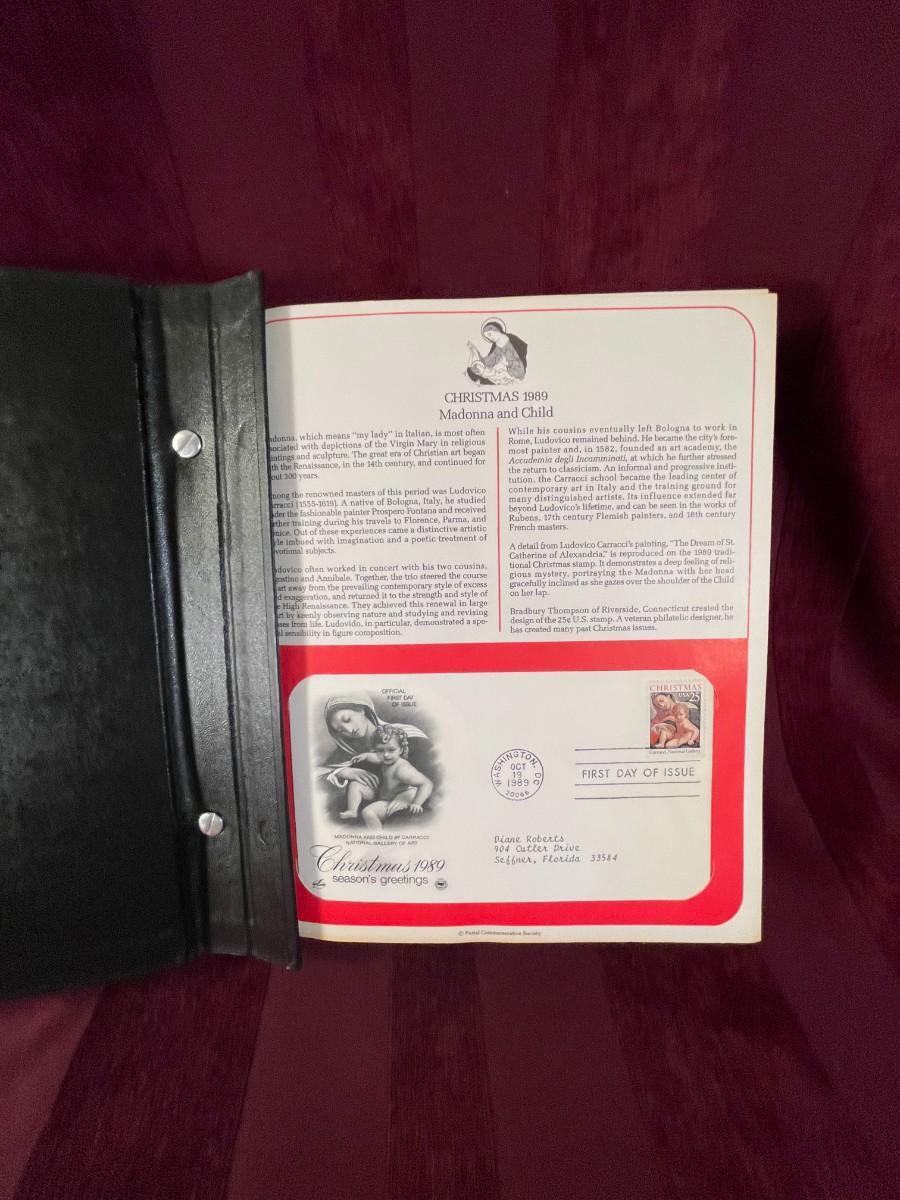 CHRISTMAS 1989
Madonna and Child
adonna, which means "my lady" in Italian, is most often
sociated with depictions of the Virgin Mary in religious
intings and sculpture. The great era of Christian art began
th the Renaissance, in the 14th century, and continued for
out 300 years.
nong the renowned masters of this period was Ludovico
rracci (1555-1619). A native of Bologna, Italy, he studied
der the fashionable painter Prospero Fontana and received
ther training during his travels to Florence, Parma, and
nice. Out of these experiences came a distinctive artistic
le imbued with imagination and a poetic treatment of
votional subjects.
dovico often worked in concert with his two cousins,
ostino and Annibale. Together, the trio steered the course
art away from the prevailing contemporary style of excess
d exaggeration, and returned it to the strength and style of
e High Renaissance. They achieved this renewal in large
rt by keenly observing nature and studying and revising
ses from life. Ludovido, in particular, demonstrated a spe-
al sensibility in figure composition.
While his cousins eventually left Bologna to work in
Rome, Ludovico remained behind. He became the city's fore-
most painter and, in 1582, founded an art academy, the
Accademia degli Incamminati, at which he further stressed
the return to classicism. An informal and progressive insti-
tution, the Carracci school became the leading center of
contemporary art in Italy and the training ground for
many distinguished artists. Its influence extended far
beyond Ludovico's lifetime, and can be seen in the works of
Rubens, 17th century Flemish painters, and 18th century
French masters.
A detail from Ludovico Carracci's painting, "The Dream of St.
Catherine of Alexandria," is reproduced on the 1989 tradi-
tional Christmas stamp. It demonstrates a deep feeling of reli-
gious mystery, portraying the Madonna with her head
gracefully inclined as she gazes over the shoulder of the Child
on her lap.
Bradbury Thompson of Riverside, Connecticut created the
design of the 25¢ U.S. stamp. A veteran philatelic designer, he
has created many past Christmas issues.
OFFICIAL
FIRST DAY
OF ISSUE
MADONNA AND CHILD BY CARRACCI
NATIONAL GALLERY OF ART
Christmas 1989
season's greetings
WASHINGTON, DC
OCT
19
1989
20066
CHRISTMAS
USA 25
Carracci, National Gallery
FIRST DAY OF ISSUE
Diane Roberts
904 Cutler Drive
Seffner, Florida 33584
© Postal Commemorative Society